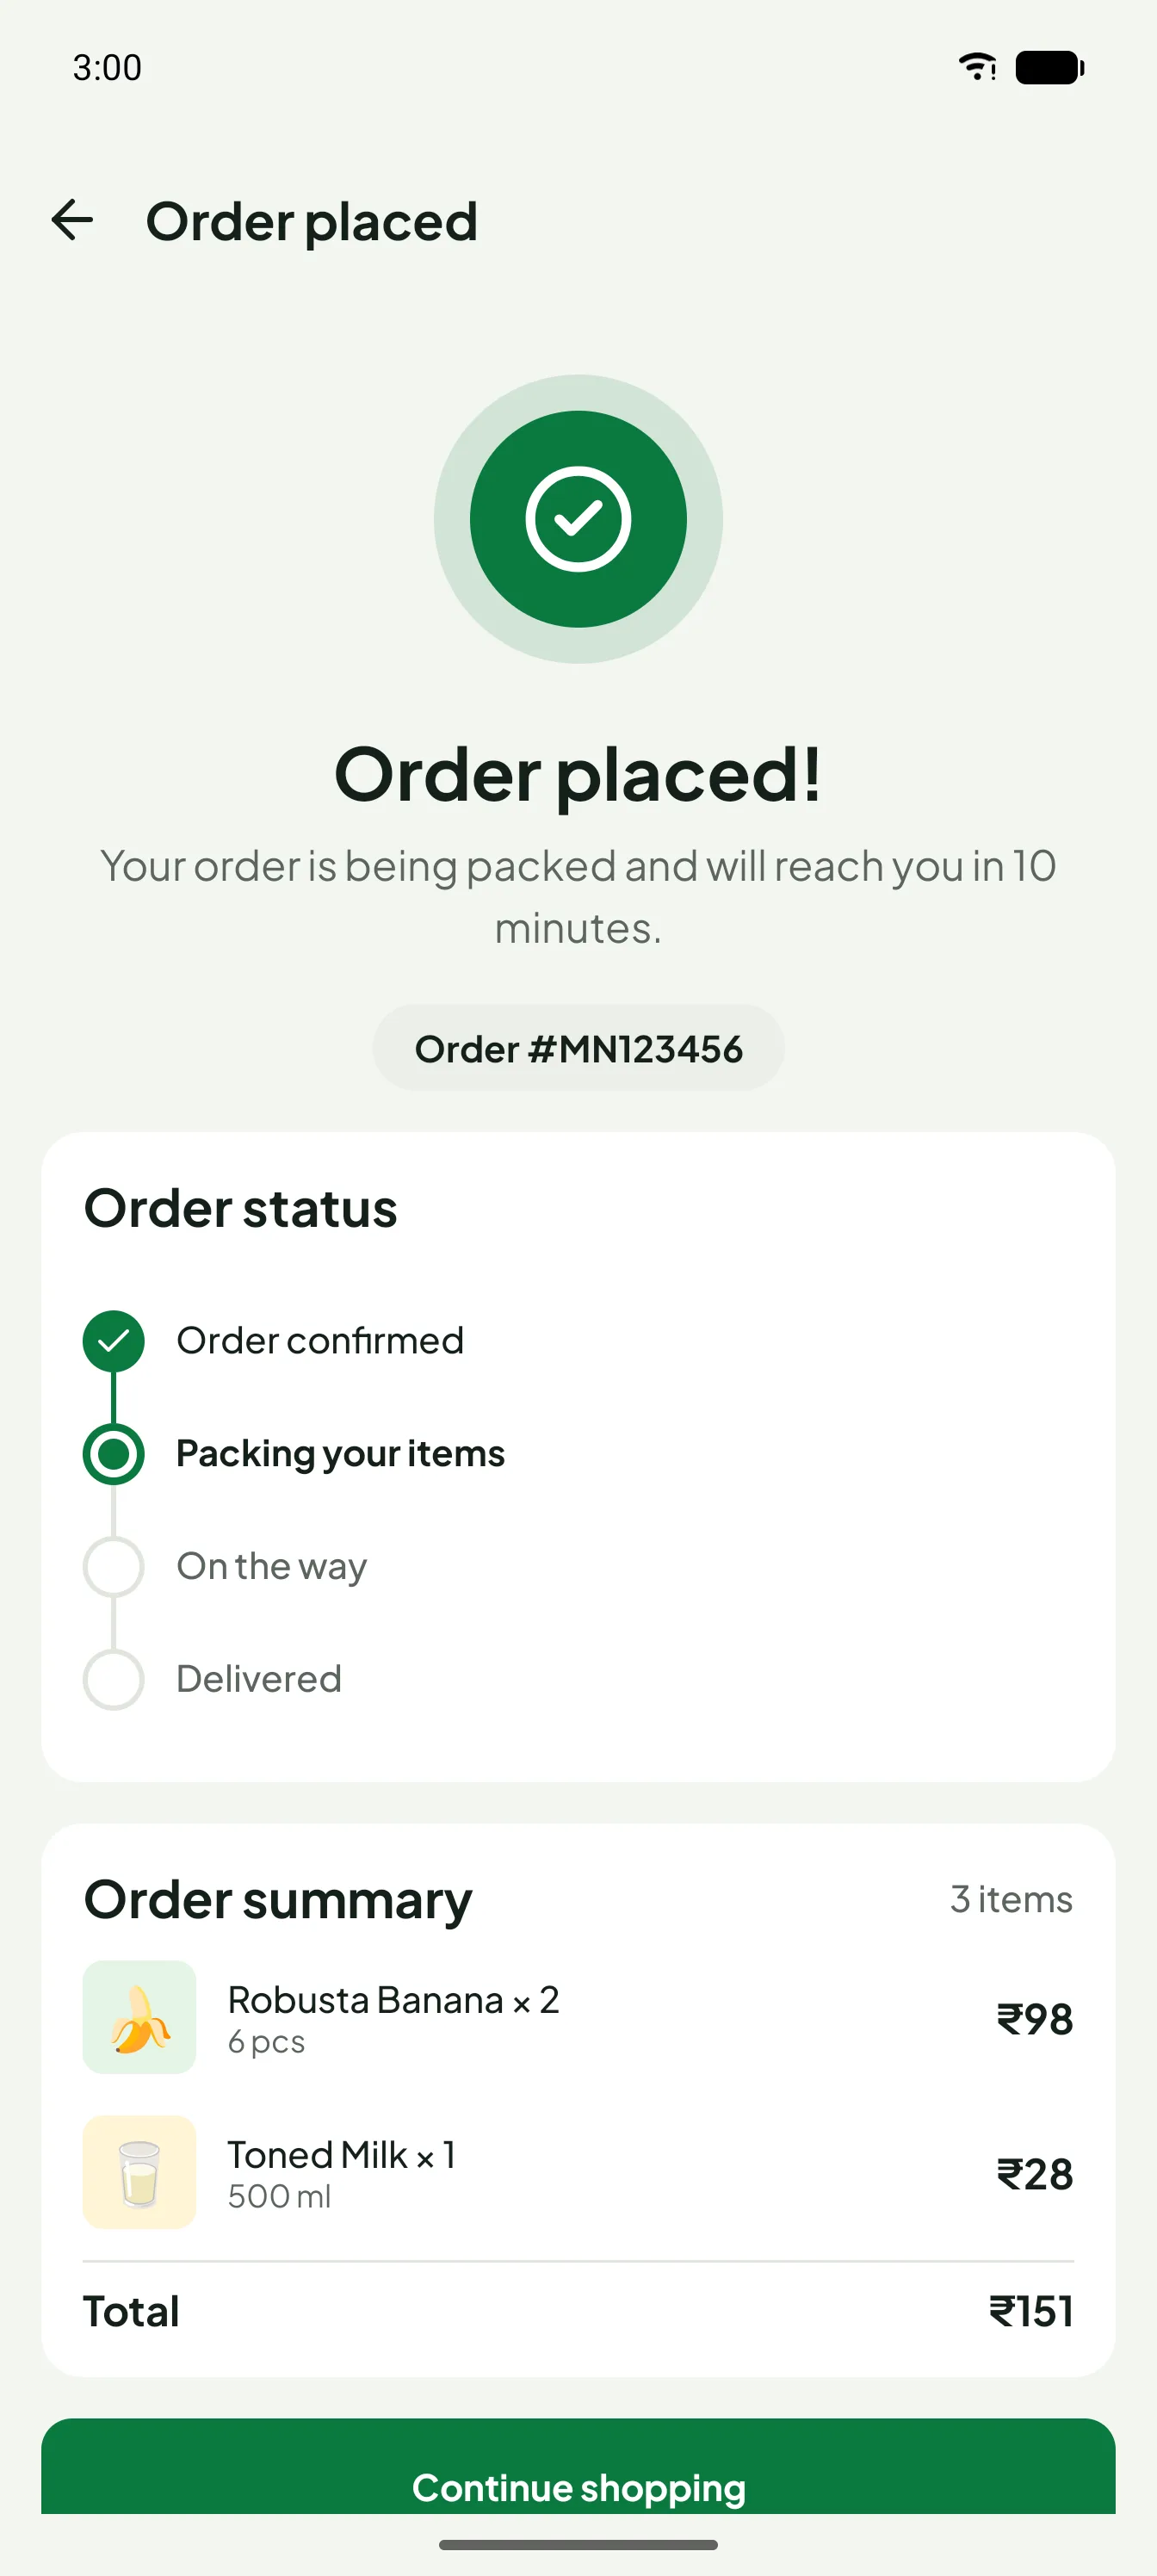 3:00
Order placed
Order placed!
Your order is being packed and will reach you in 10
minutes.
Order #MN123456
Order status
Order confirmed
Packing your items
On the way
Delivered
Order summary
3 items
Robusta Banana × 2
6 pcs
₹98
Toned Milk × 1
500 ml
₹28
Total
₹151
Continue shopping